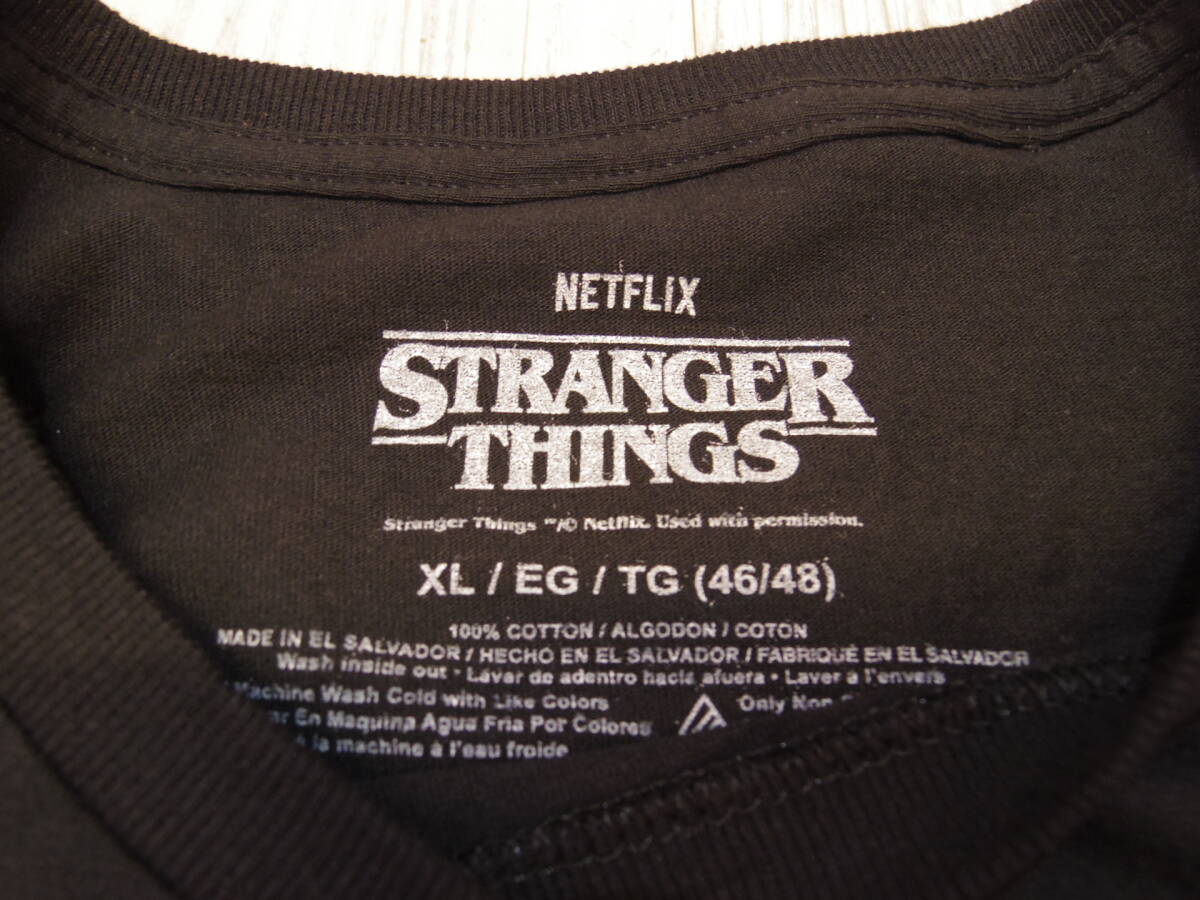 NETFLIX
STRANGER
THINGS
Stranger Things ™/© Netflix. Used with permission.
XL / EG / TG (46/48)
100% COTTON / ALGODON / COTON
MADE IN EL SALVADOR / HECHO EN EL SALVADOR / FABRIQUÉ EN EL SALVADOR
Wash inside out • Lavar de adentro hacia afuera • Laver a l'envers
Machine Wash Cold with Like Colors
Only Non
En Maquina Agua Fria Por Colores
la machine à l'eau froide